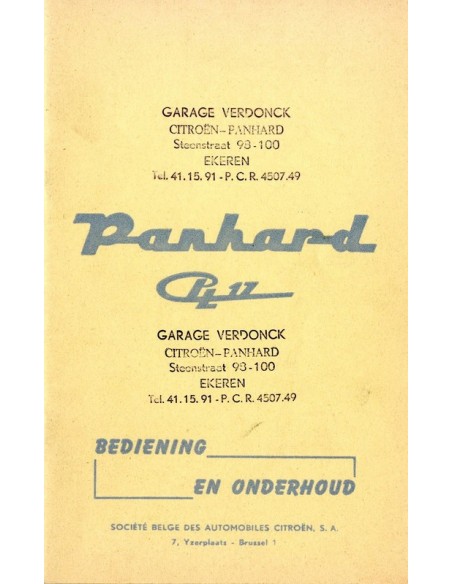 GARAGE VERDONCK
CITROËN-PANHARD
Steenstraat 98-100
EKEREN
Tel. 41.15.91 - P.C.R. 4507.49
Panhard
PL 17
GARAGE VERDONCK
CITROËN-PANHARD
Steenstraat 98-100
EKEREN
Tel. 41.15.91 - P.C.R. 4507.49
BEDIENING
EN ONDERHOUD
SOCIÉTÉ BELGE DES AUTOMOBILES CITROËN, S. A.
7, Yzerplaats - Brussel 1